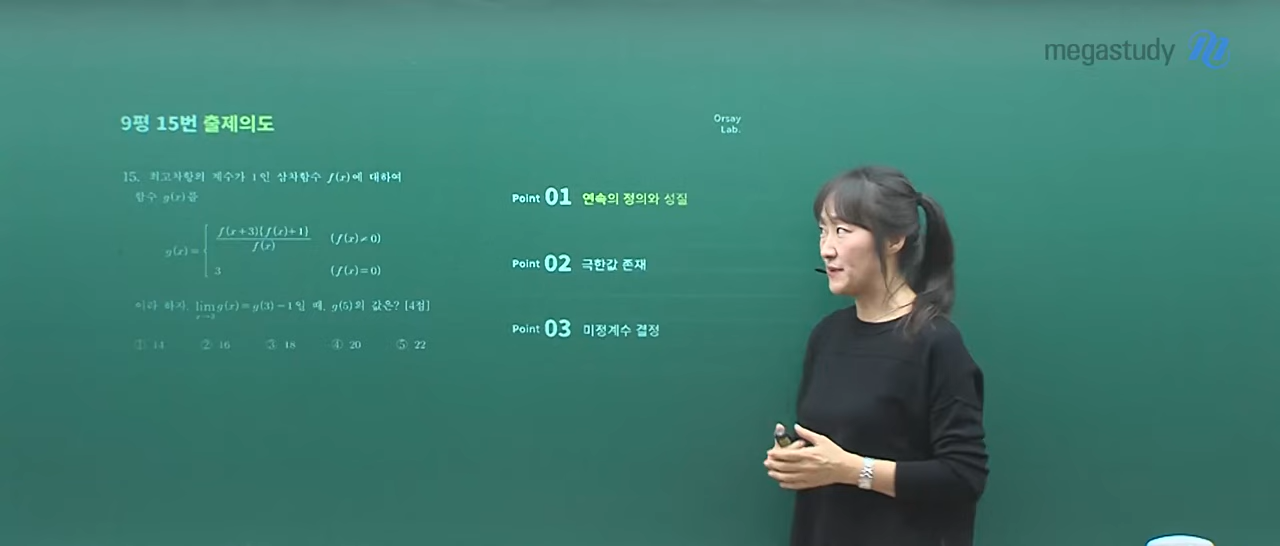 megastudy
9평 15번 출제의도
Orsay
Lab.
15. 최고차항의 계수가 1인 삼차함수 f(x)에 대하여
함수 g(x)를
g(x)= { f(x+3){f(x)+1} / f(x) (f(x)≠0)
3 (f(x)=0)
이라 하자. lim x→3 g(x)=g(3)-1일 때, g(5)의 값은? [4점]
① 14 ② 16 ③ 18 ④ 20 ⑤ 22
Point 01 연속의 정의와 성질
Point 02 극한값 존재
Point 03 미정계수 결정